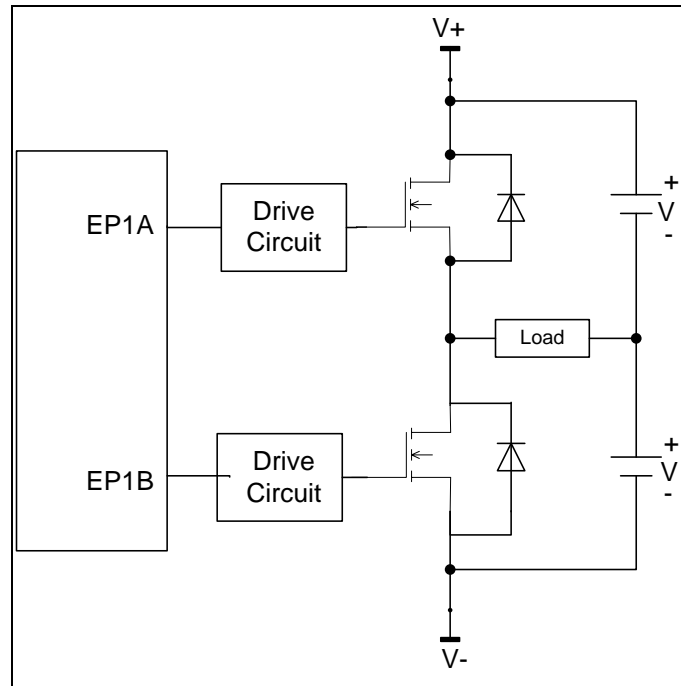 V+
EP1A
Drive
Circuit
+
V
-
Load
EP1B
Drive
Circuit
+
V
-
V-